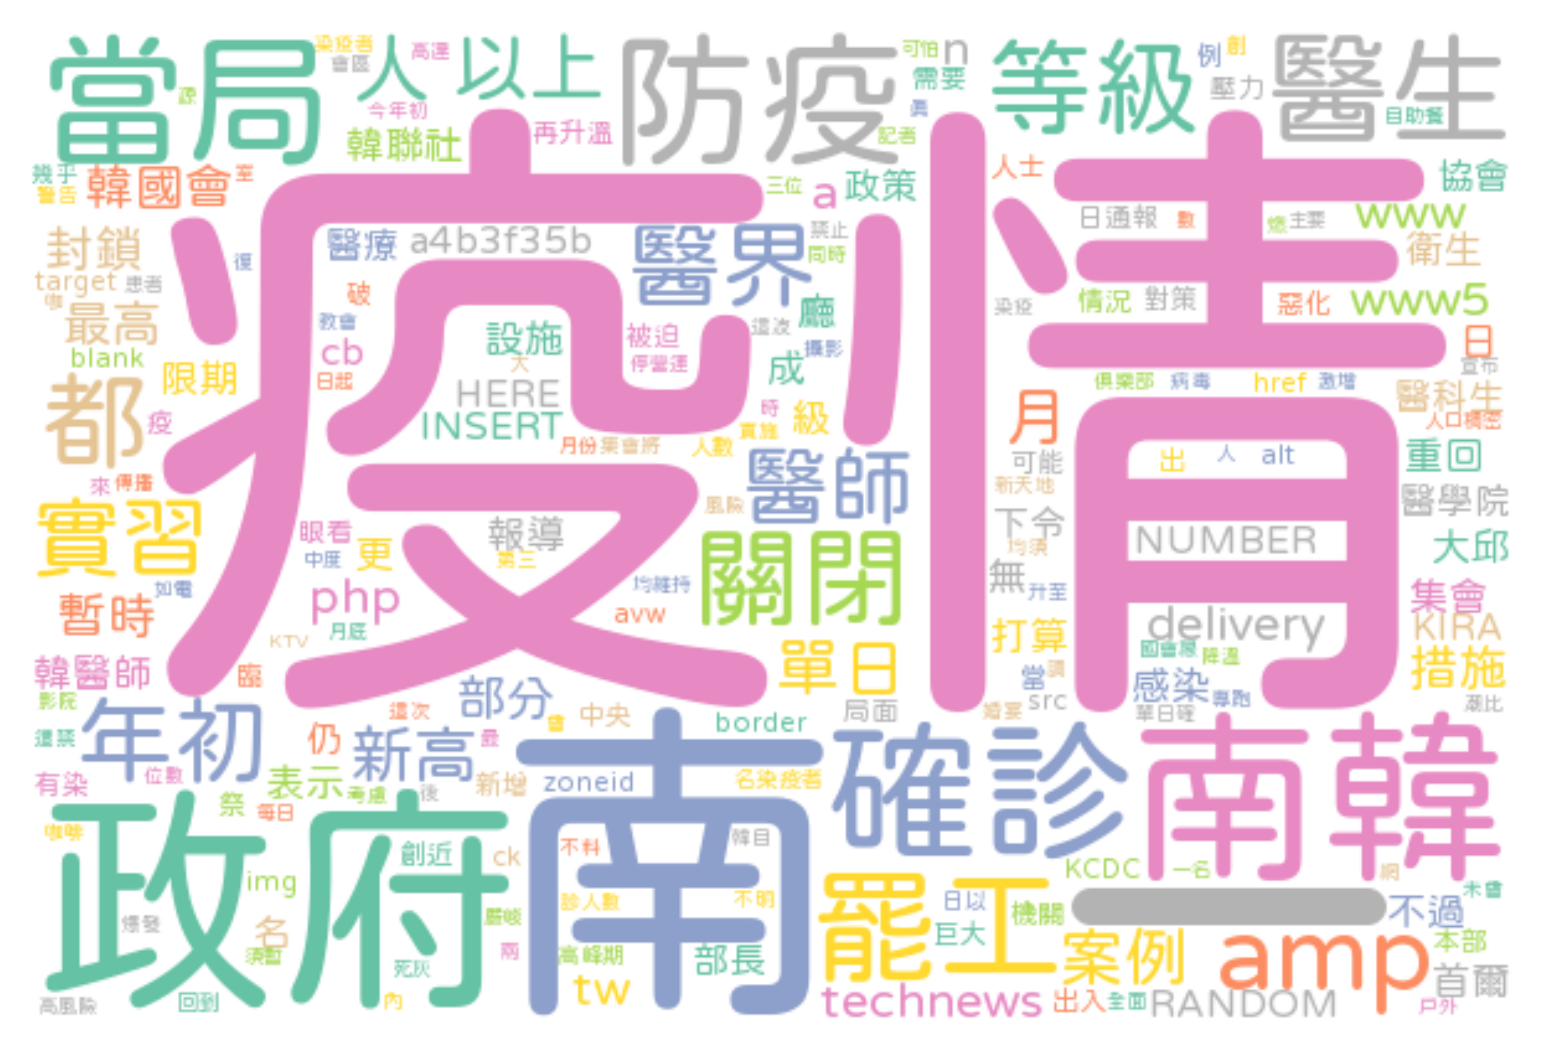 當局
染疫者
會區
高達
人
以上
今年初
韓聯社
再升溫
防疫
可怕
n
需要
記者
等級
例
創
壓力
醫生
自助餐
幾乎
警告
韓國會
室
三位
a
政策
人士
協會
疫情
封鎖
target
患者
最高
blank
限期
都
疫
復
醫療
a4b3f35b
醫界
禁止
同時
破
教會
cb
日起
設施
大
HERE
INSERT
被迫
停營運
這次
廳
攝影
成
時
級
實施
月份
集會將
人數
日通報
數
主要
www
衛生
染疫
情況
對策
惡化
www5
日
宣布
俱樂部
病毒
href
激增
醫科生
人口稠密
月
可能
出
人
alt
重回
新天地
醫學院
來
傳播
實習
眼看
中度
更
報導
第三
醫師
風險
關閉
下令
均須
無
升至
NUMBER
大邱
如電
暫時
php
月底
KTV
均維持
avw
單日
打算
delivery
集會
KIRA
措施
韓醫師
影院
臨
部分
會
中央
border
局面
當
調
src
婚宴
感染
專跑
降溫
單日確
潮比
年初
還禁
有染
位數
這次
仍
新高
最
表示
考慮
後
新增
zoneid
名染疫者
南
確診
南韓
祭
每日
咖啡
政府
img
創近
ck
嚴峻
不料
韓目
診人數
不明
KCDC
一名
網
未曾
爆發
名
須暫
死灰
兩
高峰期
部長
罷工
日以
機關
巨大
不過
本部
案例
amp
首爾
高風險
回到
內
tw
technews
出入
全面
RANDOM
戶外